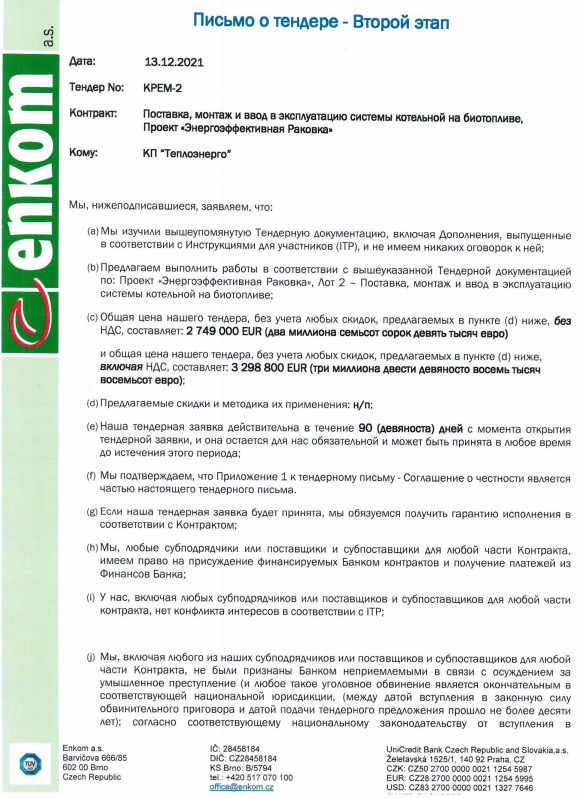 enkom a.s.
Письмо о тендере - Второй этап
Дата: 13.12.2021
Тендер No: КРЕМ-2
Контракт: Поставка, монтаж и ввод в эксплуатацию системы котельной на биотопливе,
Проект «Энергоэффективная Раковка»
Кому: КП "Теплоэнерго"
Мы, нижеподписавшиеся, заявляем, что:
(a) Мы изучили вышеупомянутую Тендерную документацию, включая Дополнения, выпущенные
в соответствии с Инструкциями для участников (ITP), и не имеем никаких оговорок к ней;
(b) Предлагаем выполнить работы в соответствии с вышеуказанной Тендерной документацией
по: Проект «Энергоэффективная Раковка», Лот 2 – Поставка, монтаж и ввод в эксплуатацию
системы котельной на биотопливе;
(c) Общая цена нашего тендера, без учета любых скидок, предлагаемых в пункте (d) ниже, без
НДС, составляет: 2 749 000 EUR (два миллиона семьсот сорок девять тысяч евро)
и общая цена нашего тендера, без учета любых скидок, предлагаемых в пункте (d) ниже,
включая НДС, составляет: 3 298 800 EUR (три миллиона двести девяносто восемь тысяч
восемьсот евро);
(d) Предлагаемые скидки и методика их применения: н/п;
(e) Наша тендерная заявка действительна в течение 90 (девяноста) дней с момента открытия
тендерной заявки, и она остается для нас обязательной и может быть принята в любое время
до истечения этого периода;
(f) Мы подтверждаем, что Приложение 1 к тендерному письму - Соглашение о честности является
частью настоящего тендерного письма.
(g) Если наша тендерная заявка будет принята, мы обязуемся получить гарантию исполнения в
соответствии с Контрактом;
(h) Мы, любые субподрядчики или поставщики и субпоставщики для любой части Контракта,
имеем право на присуждение финансируемых Банком контрактов и получение платежей из
Финансов Банка;
(i) У нас, включая любых субподрядчиков или поставщиков и субпоставщиков для любой части
контракта, нет конфликта интересов в соответствии с ITP;
(j) Мы, включая любого из наших субподрядчиков или поставщиков и субпоставщиков для любой
части Контракта, не были признаны Банком неприемлемыми в связи с осуждением за
умышленное преступление (и любое такое уголовное обвинение является окончательным в
соответствующей национальной юрисдикции, (между датой вступления в законную силу
обвинительного приговора и датой подачи тендерного предложения прошло не более десяти
лет); согласно соответствующему национальному законодательству от вступления в
Enkom a.s.
Barvičova 666/85
602 00 Brno
Czech Republic
IČ: 28458184
DIČ: CZ28458184
KS Brno: B/5794
tel.: +420 517 070 100
office@enkom.cz
UniCredit Bank Czech Republic and Slovakia,a.s.
Želetavská 1525/1, 140 92 Praha, CZ
CZK: CZ50 2700 0000 0021 1254 5987
EUR: CZ28 2700 0000 0021 1254 5995
USD: CZ83 2700 0000 0021 1327 7646